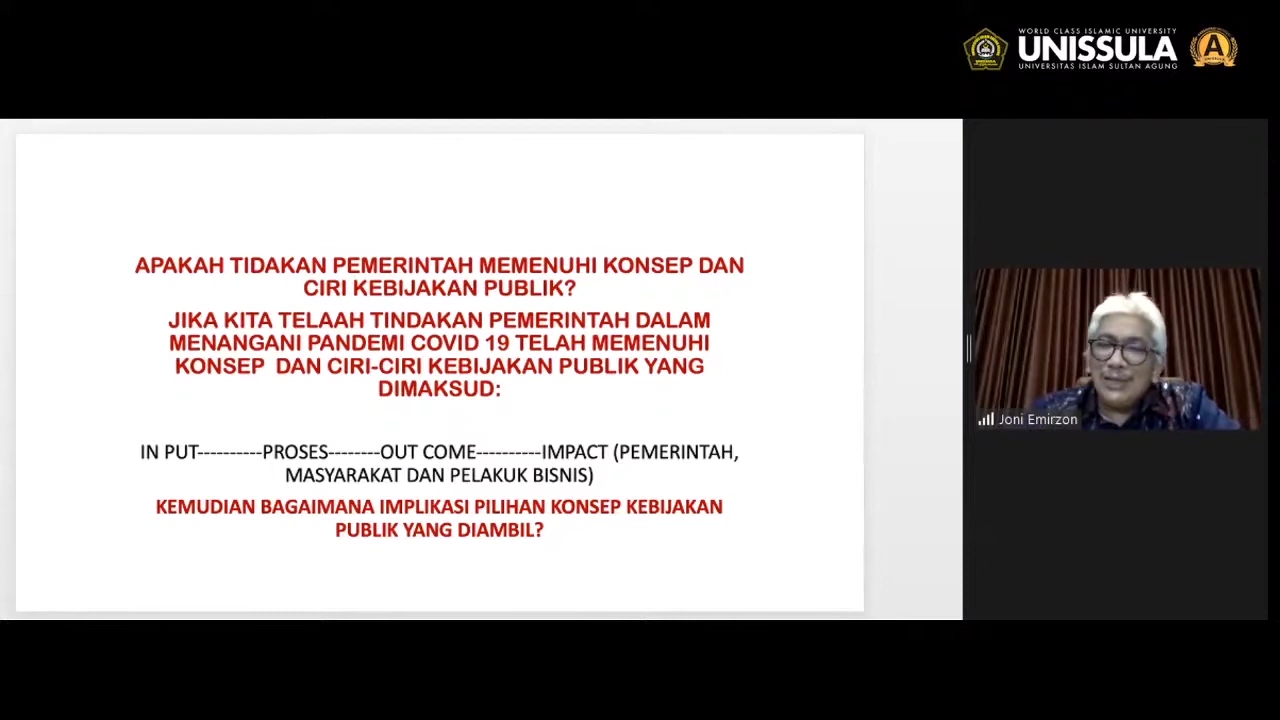 WORLD CLASS ISLAMIC UNIVERSITY
UNISSULA
UNIVERSITAS ISLAM SULTAN AGUNG
A
APAKAH TIDAKAN PEMERINTAH MEMENUHI KONSEP DAN
CIRI KEBIJAKAN PUBLIK?
JIKA KITA TELAAH TINDAKAN PEMERINTAH DALAM
MENANGANI PANDEMI COVID 19 TELAH MEMENUHI
KONSEP DAN CIRI-CIRI KEBIJAKAN PUBLIK YANG
DIMAKSUD:
IN PUT----------PROSES--------OUT COME----------IMPACT (PEMERINTAH,
MASYARAKAT DAN PELAKUK BISNIS)
KEMUDIAN BAGAIMANA IMPLIKASI PILIHAN KONSEP KEBIJAKAN
PUBLIK YANG DIAMBIL?
Joni Emirzon